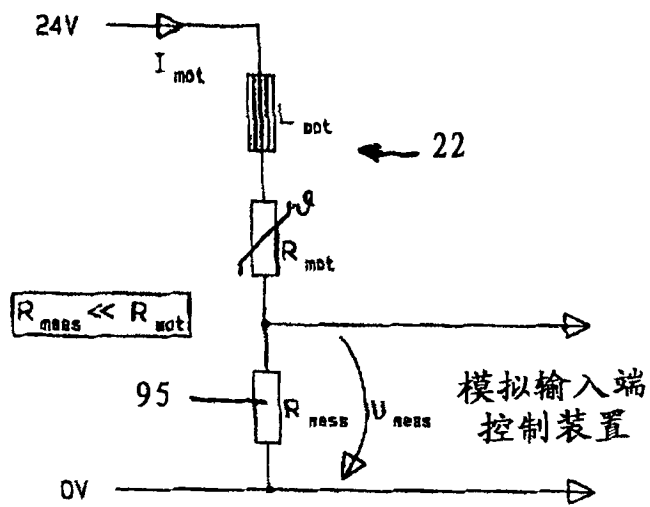 24V
I mot
L mot
22
ϑ
R mot
R mess << R mot
95
R mess
U mess
模拟输入端
控制装置
0V